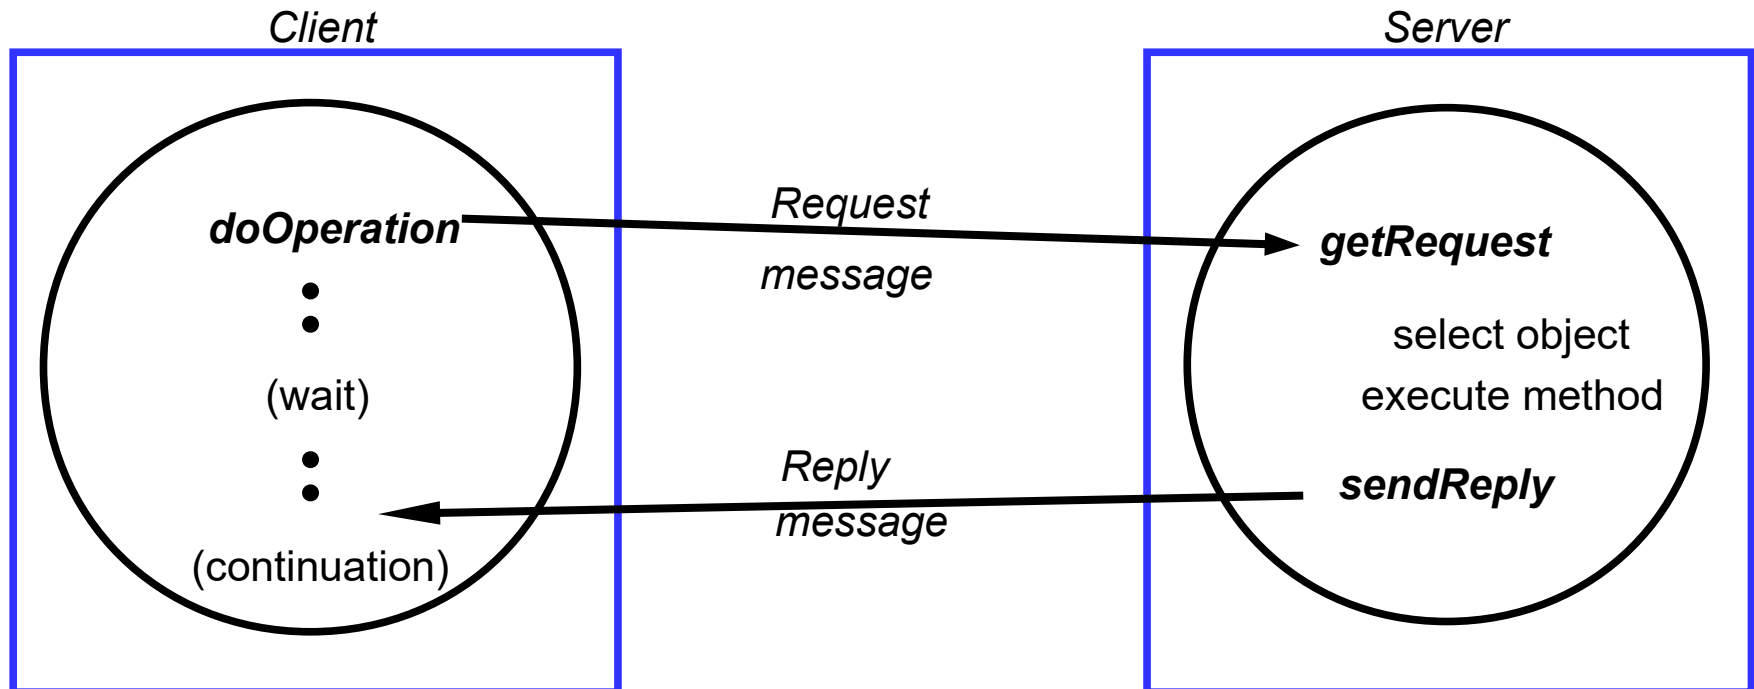 Client
Server
doOperation
(wait)
(continuation)
Request
message
Reply
message
getRequest
select object
execute method
sendReply